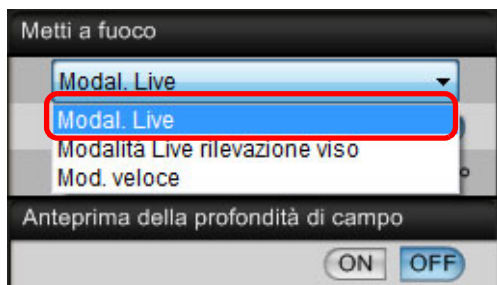 Metti a fuoco
Modal. Live
Modal. Live
Modalità Live rilevazione viso
Mod. veloce
Anteprima della profondità di campo
ON OFF